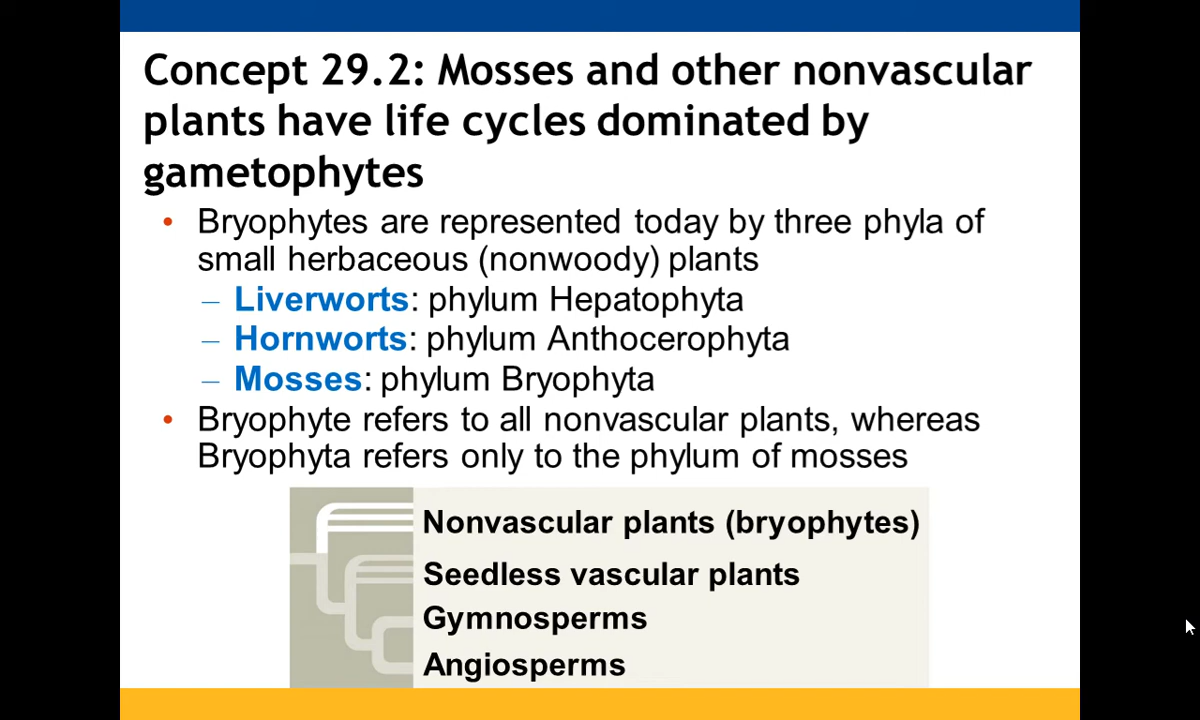 Concept 29.2: Mosses and other nonvascular
plants have life cycles dominated by
gametophytes
• Bryophytes are represented today by three phyla of
small herbaceous (nonwoody) plants
– Liverworts: phylum Hepatophyta
– Hornworts: phylum Anthocerophyta
– Mosses: phylum Bryophyta
• Bryophyte refers to all nonvascular plants, whereas
Bryophyta refers only to the phylum of mosses
Nonvascular plants (bryophytes)
Seedless vascular plants
Gymnosperms
Angiosperms